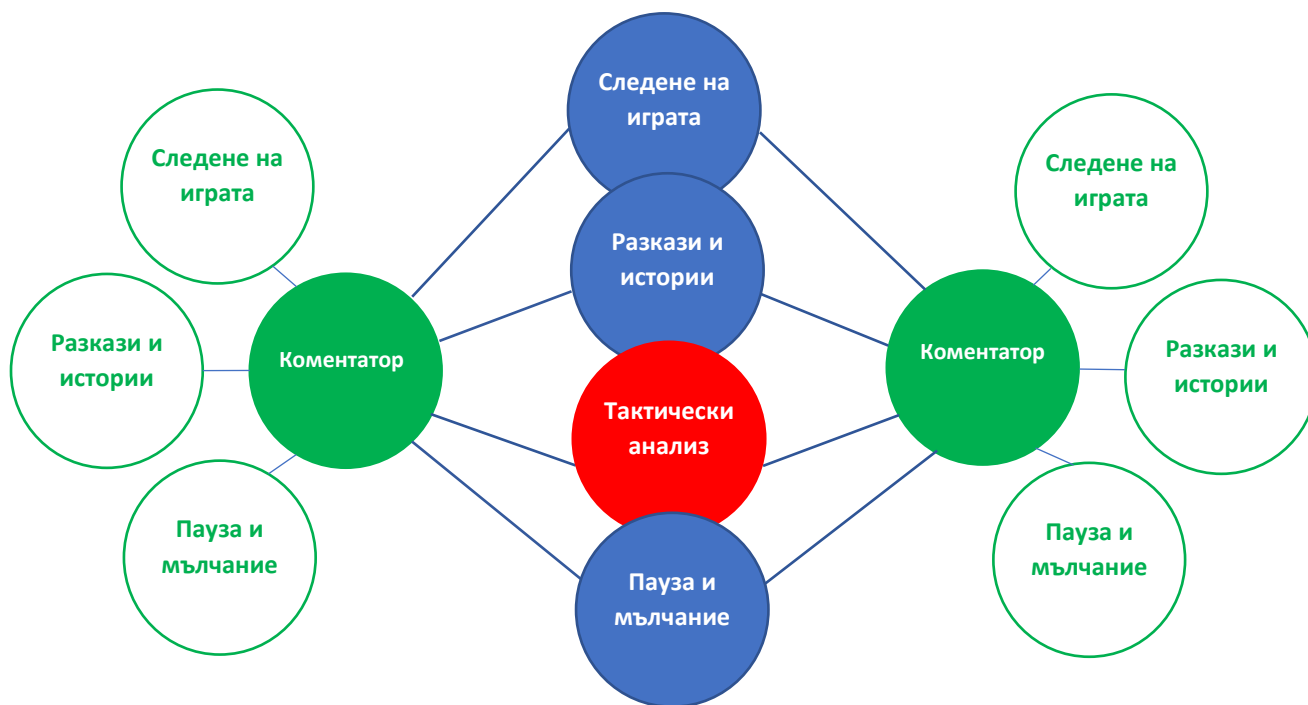 Следене на
играта
Разкази и
истории
Пауза и
мълчание
Коментатор
Следене на
играта
Разкази и
истории
Тактически
анализ
Пауза и
мълчание
Коментатор
Следене на
играта
Разкази и
истории
Пауза и
мълчание